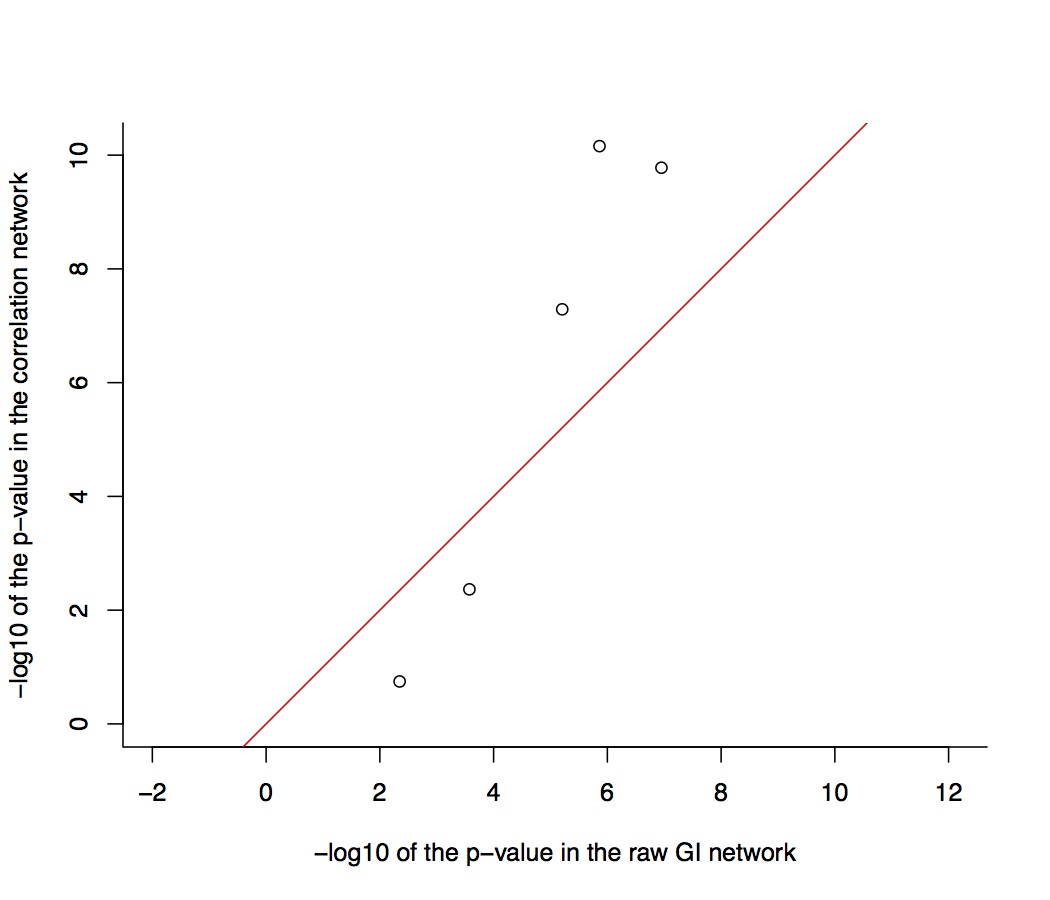 −log10 of the p−value in the correlation network
10
8
6
4
2
0
−2 0 2 4 6 8 10 12
−log10 of the p−value in the raw GI network